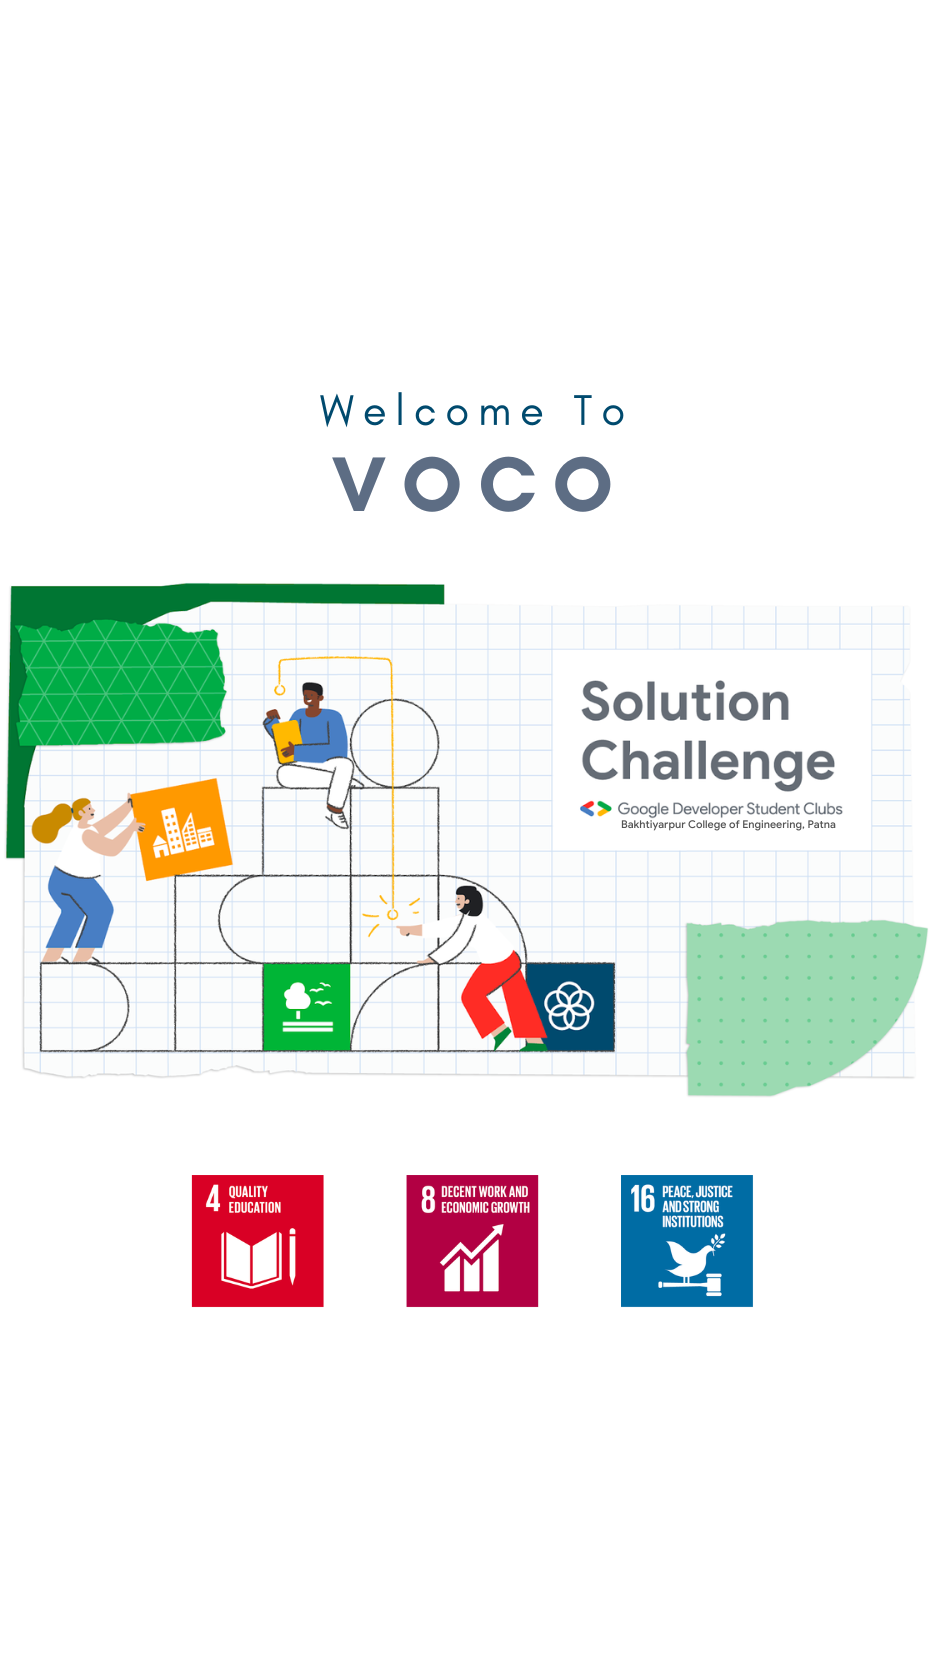 Welcome To
VOCO
Solution
Challenge
Google Developer Student Clubs
Bakhtiyarpur College of Engineering, Patna
4 QUALITY
EDUCATION
8 DECENT WORK AND
ECONOMIC GROWTH
16 PEACE, JUSTICE
AND STRONG
INSTITUTIONS